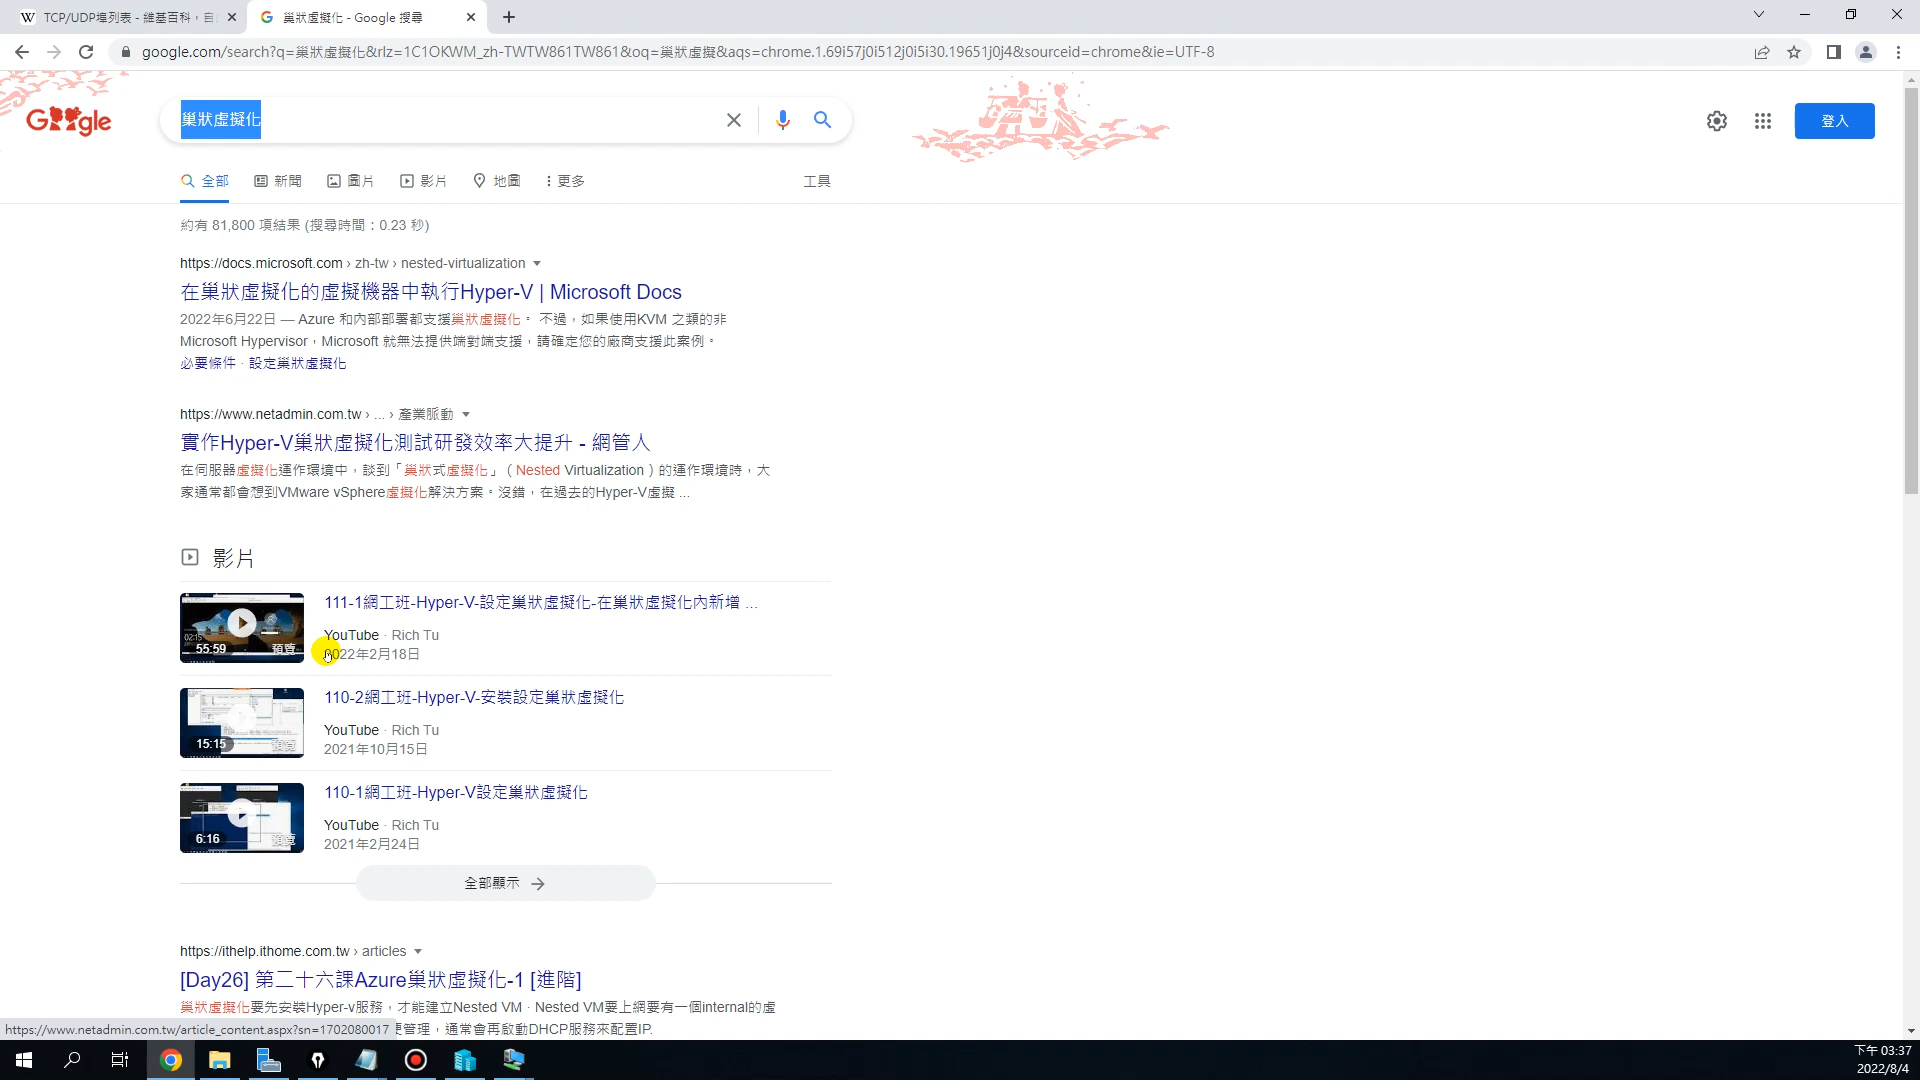 TCP/UDP埠列表 - 維基百科，自
巢狀虛擬化 - Google 搜尋
google.com/search?q=巢狀虛擬化&rlz=1C1OKWM_zh-TWTW861TW861&oq=巢狀虛擬&aqs=chrome.1.69i57j0i512j0i5i30.19651j0j4&sourceid=chrome&ie=UTF-8
Google
巢狀虛擬化
登入
全部
新聞
圖片
影片
地圖
更多
工具
約有 81,800 項結果 (搜尋時間：0.23 秒)
https://docs.microsoft.com › zh-tw › nested-virtualization
在巢狀虛擬化的虛擬機器中執行Hyper-V | Microsoft Docs
2022年6月22日 — Azure 和內部部署都支援巢狀虛擬化。 不過，如果使用KVM 之類的非
Microsoft Hypervisor，Microsoft 就無法提供端對端支援，請確定您的廠商支援此案例。
必要條件 · 設定巢狀虛擬化
https://www.netadmin.com.tw › ... › 產業脈動
實作Hyper-V巢狀虛擬化測試研發效率大提升 - 網管人
在伺服器虛擬化運作環境中，談到「巢狀式虛擬化」（Nested Virtualization）的運作環境時，大
家通常都會想到VMware vSphere虛擬化解決方案。沒錯，在過去的Hyper-V虛擬 ...
影片
55:59
預覽
111-1網工班-Hyper-V-設定巢狀虛擬化-在巢狀虛擬化內新增 ...
YouTube · Rich Tu
2022年2月18日
15:15
預覽
110-2網工班-Hyper-V-安裝設定巢狀虛擬化
YouTube · Rich Tu
2021年10月15日
6:16
預覽
110-1網工班-Hyper-V設定巢狀虛擬化
YouTube · Rich Tu
2021年2月24日
全部顯示
https://ithelp.ithome.com.tw › articles
[Day26] 第二十六課Azure巢狀虛擬化-1 [進階]
巢狀虛擬化要先安裝Hyper-v服務，才能建立Nested VM · Nested VM要上網要有一個internal的虛
https://www.netadmin.com.tw/article_content.aspx?sn=1702080017
更管理，通常會再啟動DHCP服務來配置IP.
下午 03:37
2022/8/4